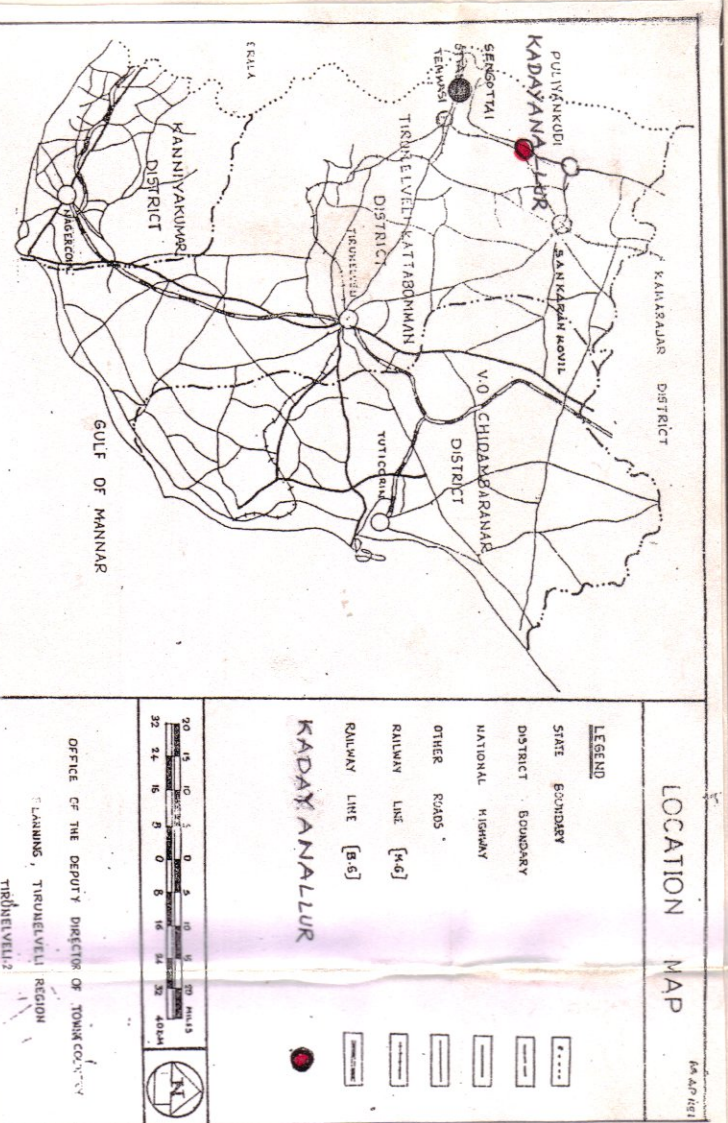 LOCATION MAP
LEGEND
STATE BOUNDARY
DISTRICT BOUNDARY
NATIONAL HIGHWAY
OTHER ROADS
RAILWAY LINE [M.G]
RAILWAY LINE [B.G]
KADAYANALLUR
20 15 10 5 0 5 10 15 20 MILES
32 24 16 8 0 8 16 24 32 40KM
N
OFFICE OF THE DEPUTY DIRECTOR OF TOWN
PLANNING, TIRUNELVELI REGION
TIRUNELVELI-2
KAMARAJAR DISTRICT
PULIYANKUDI
KADAYANALLUR
SANKARAN KOVIL
SENGOTTAI
TENKASI
TIRUNELVELI KATTABOMMAN
DISTRICT
TIRUNELVELI
V.O CHIDAMBARANAR
DISTRICT
TUTICORIN
KANNIYAKUMARI
DISTRICT
NAGERCOIL
GULF OF MANNAR